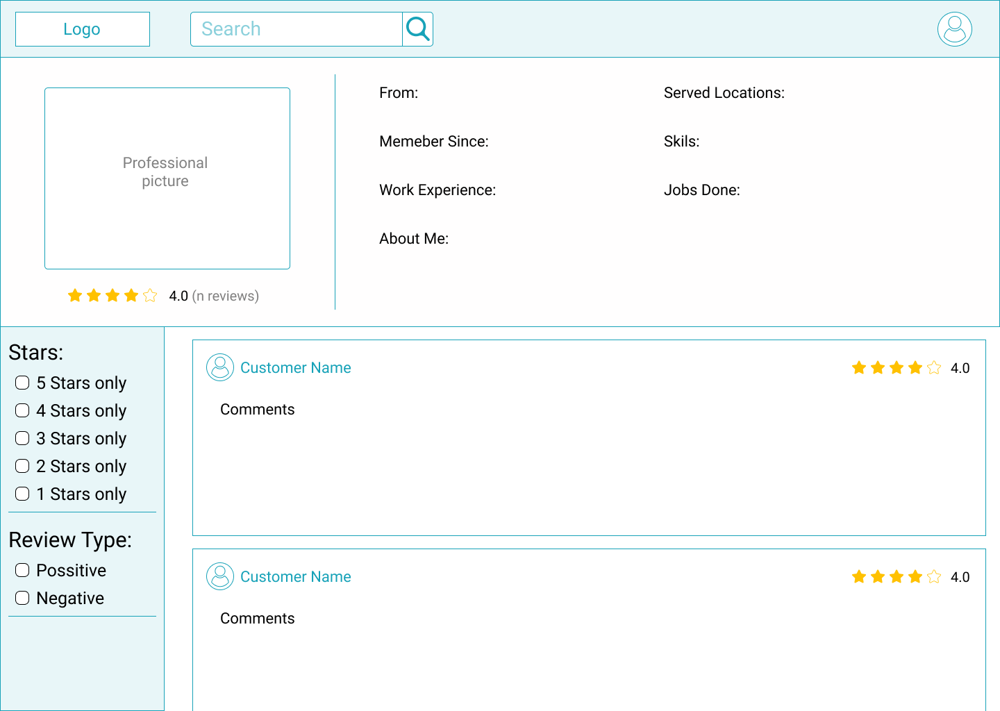 Logo
Search
Professional
picture
4.0 (n reviews)
From:
Memeber Since:
Work Experience:
About Me:
Served Locations:
Skils:
Jobs Done:
Stars:
5 Stars only
4 Stars only
3 Stars only
2 Stars only
1 Stars only
Review Type:
Possitive
Negative
Customer Name
4.0
Comments
Customer Name
4.0
Comments